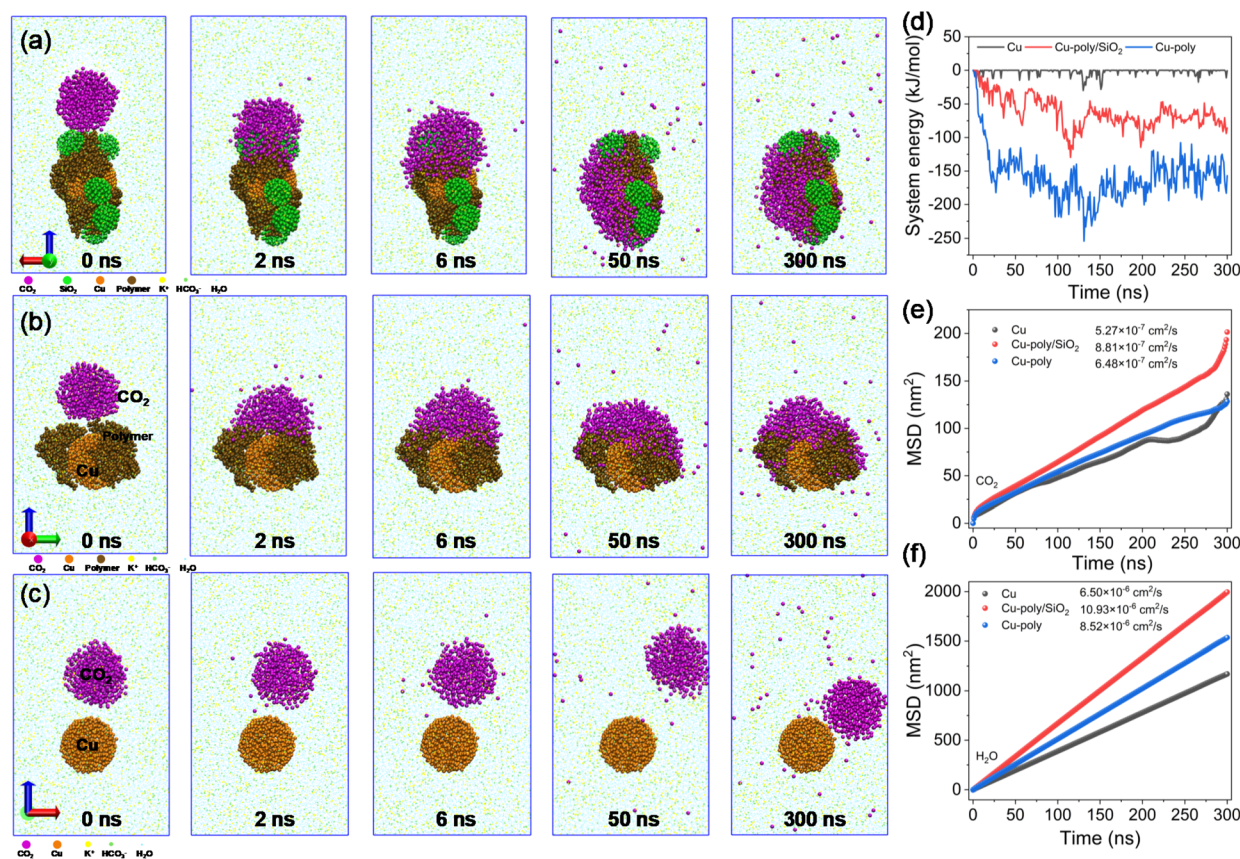 (a)
0 ns
2 ns
6 ns
50 ns
300 ns
CO₂ SiO₂ Cu Polymer K⁺ HCO₃⁻ H₂O
(b)
CO₂
Polymer
Cu
0 ns
2 ns
6 ns
50 ns
300 ns
CO₂ Cu Polymer K⁺ HCO₃⁻ H₂O
(c)
CO₂
Cu
0 ns
2 ns
6 ns
50 ns
300 ns
CO₂ Cu K⁺ HCO₃⁻ H₂O
(d)
Cu Cu-poly/SiO₂ Cu-poly
System energy (kJ/mol)
50
0
-50
-100
-150
-200
-250
0 50 100 150 200 250 300
Time (ns)
(e)
Cu 5.27×10⁻⁷ cm²/s
Cu-poly/SiO₂ 8.81×10⁻⁷ cm²/s
Cu-poly 6.48×10⁻⁷ cm²/s
MSD (nm²)
200
150
100
50
0
CO₂
0 50 100 150 200 250 300
Time (ns)
(f)
Cu 6.50×10⁻⁶ cm²/s
Cu-poly/SiO₂ 10.93×10⁻⁶ cm²/s
Cu-poly 8.52×10⁻⁶ cm²/s
MSD (nm²)
2000
1500
1000
500
0
H₂O
0 50 100 150 200 250 300
Time (ns)